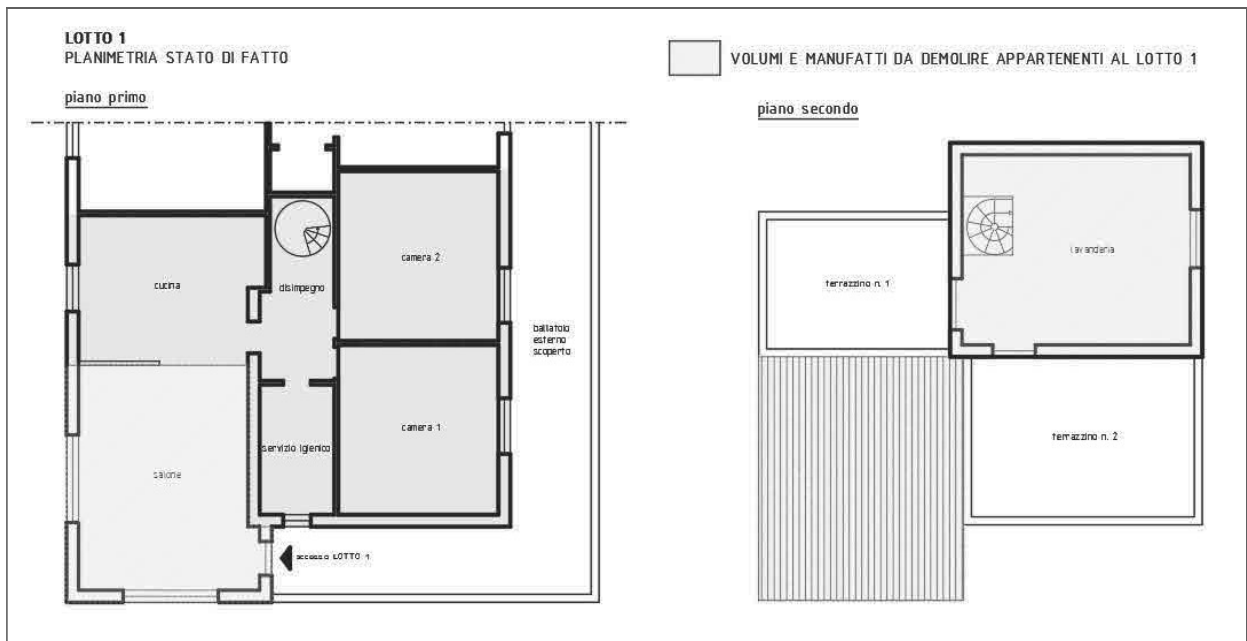 LOTTO 1
PLANIMETRIA STATO DI FATTO
VOLUMI E MANUFATTI DA DEMOLIRE APPARTENENTI AL LOTTO 1
piano primo
cucina
disimpegno
camera 2
ballatoio
esterno
scoperto
salone
servizio igienico
camera 1
accesso LOTTO 1
piano secondo
lavanderia
terrazzino n. 1
terrazzino n. 2